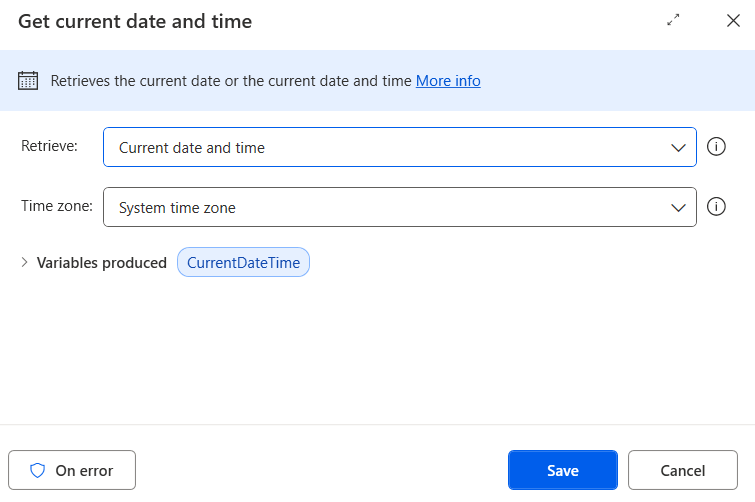 Get current date and time
Retrieves the current date or the current date and time More info
Retrieve: Current date and time
Time zone: System time zone
Variables produced CurrentDateTime
On error Save Cancel